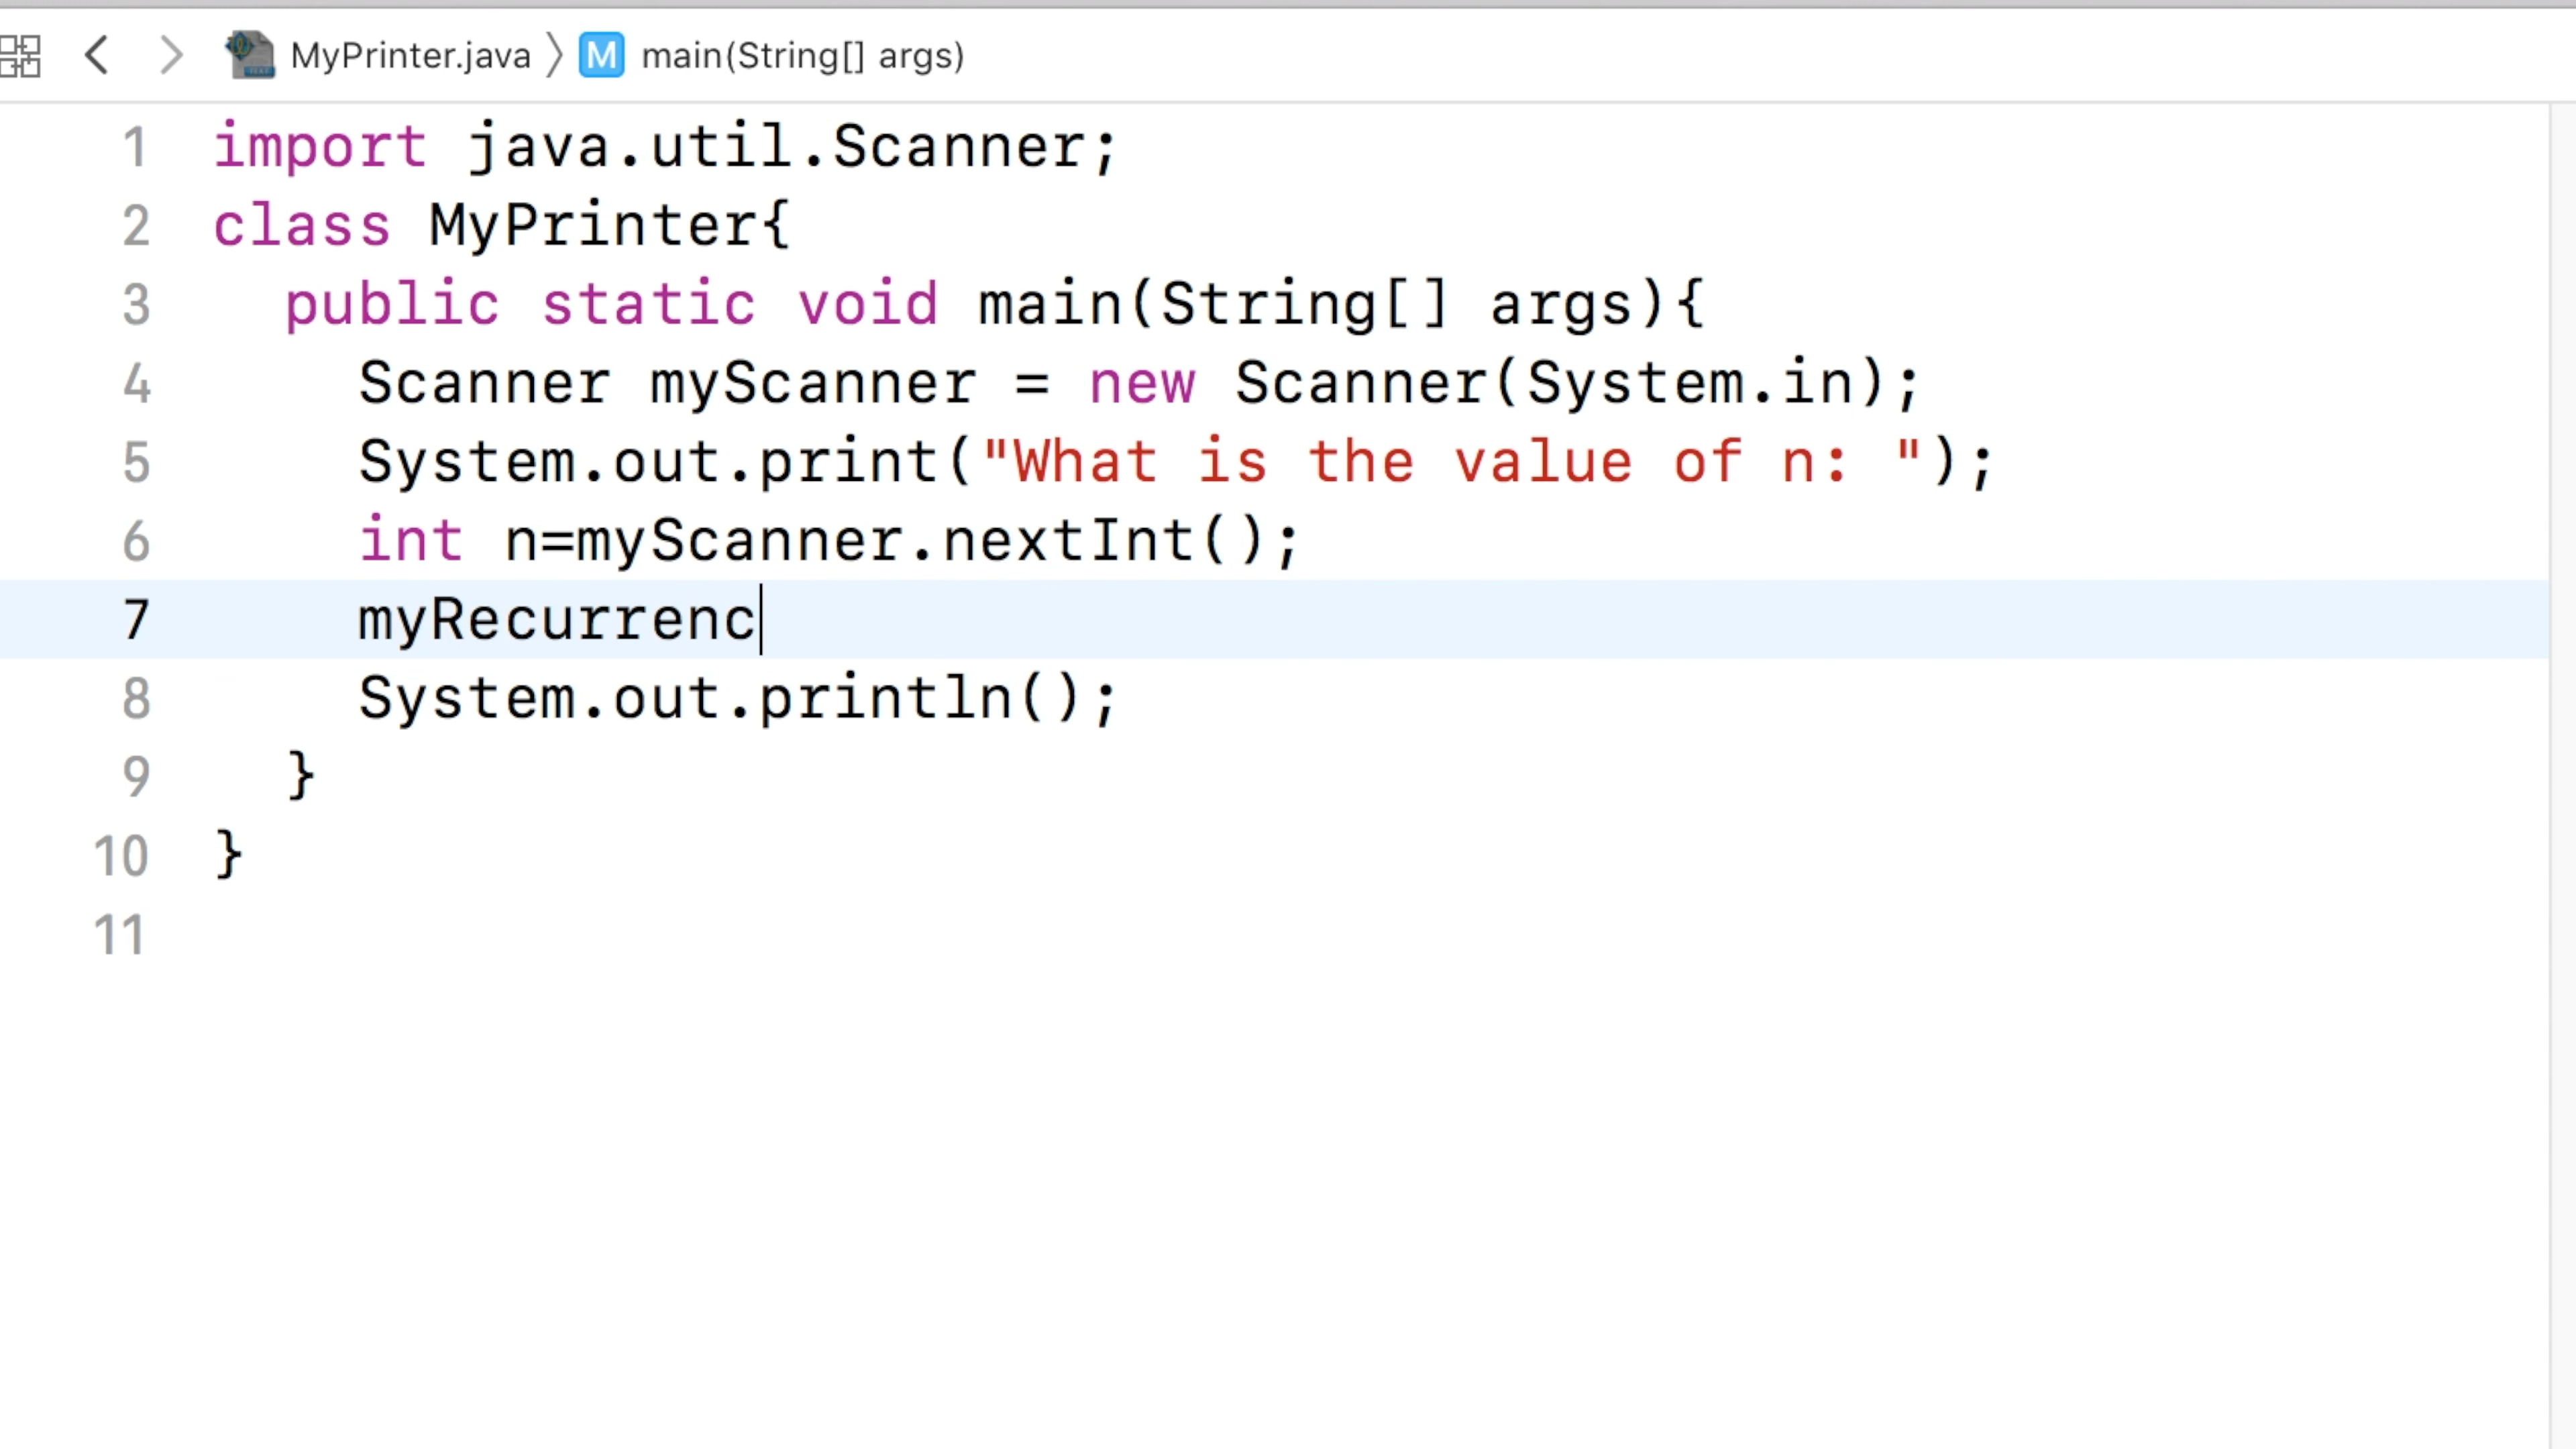 MyPrinter.java 〉 M main(String[] args)
1 import java.util.Scanner;
2 class MyPrinter{
3 public static void main(String[] args){
4 Scanner myScanner = new Scanner(System.in);
5 System.out.print("What is the value of n: ");
6 int n=myScanner.nextInt();
7 myRecurrenc
8 System.out.println();
9 }
10 }
11